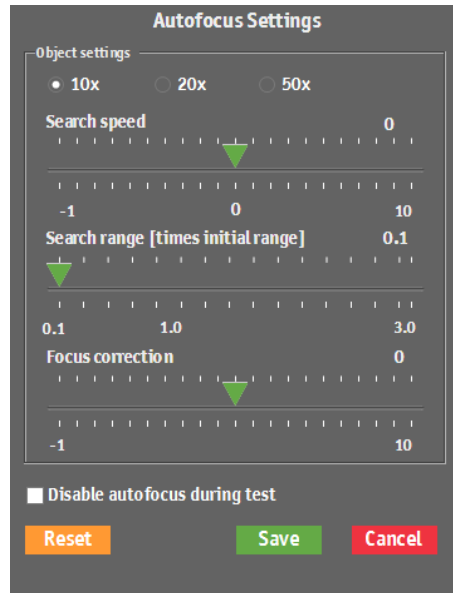 Autofocus Settings
Object settings
10x 20x 50x
Search speed 0
-1 0 10
Search range [times initial range] 0.1
0.1 1.0 3.0
Focus correction 0
-1 10
Disable autofocus during test
Reset Save Cancel